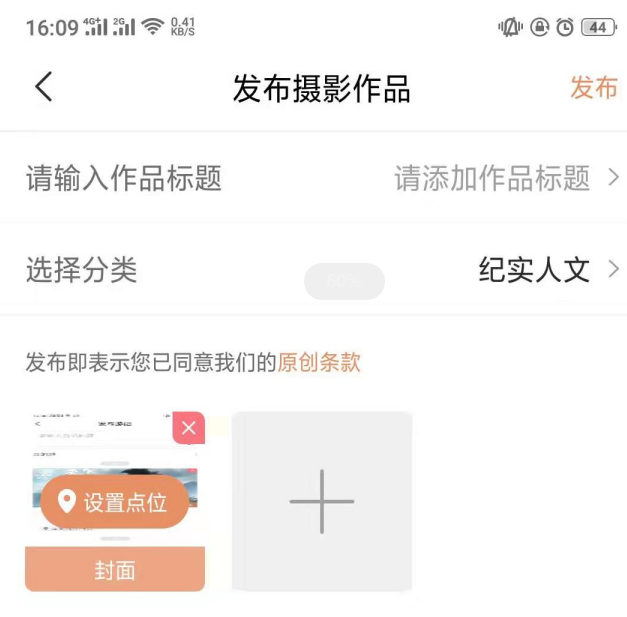 16:09 4G+ 2G 0.41 KB/S 44
发布摄影作品 发布
请输入作品标题 请添加作品标题
选择分类 纪实人文
发布即表示您已同意我们的原创条款
设置点位
封面